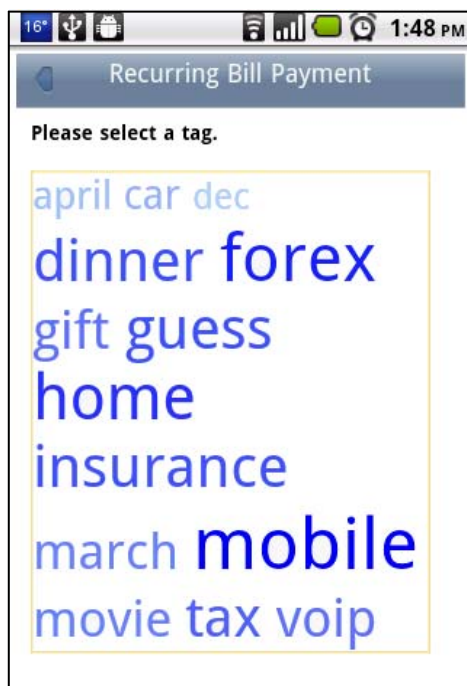 16° 1:48 PM
Recurring Bill Payment
Please select a tag.
april car dec
dinner forex
gift guess
home
insurance
march mobile
movie tax voip